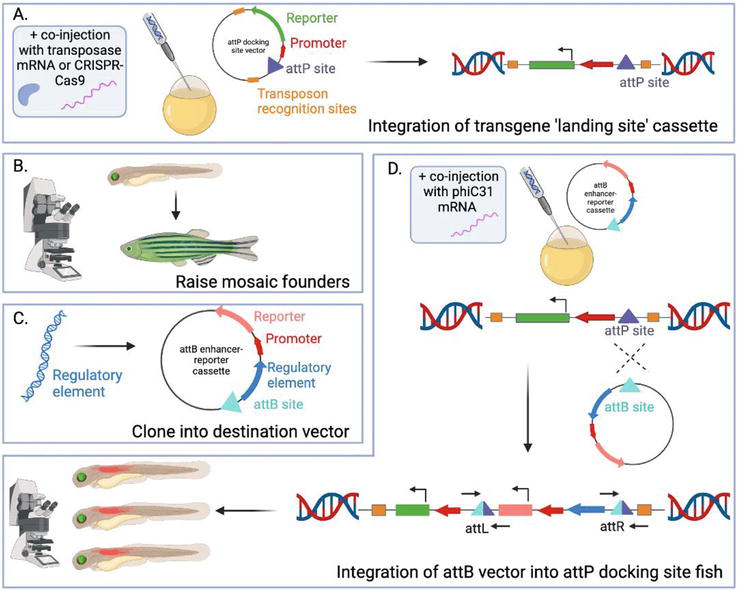 A.
+ co-injection
with transposase
mRNA or CRISPR-
Cas9
attP docking
site vector
Reporter
Promoter
attP site
Transposon
recognition sites
attP site
Integration of transgene 'landing site' cassette
B.
Raise mosaic founders
C.
Regulatory
element
attB enhancer-
reporter
cassette
Reporter
Promoter
Regulatory
element
attB site
Clone into destination vector
D.
+ co-injection
with phiC31
mRNA
attB
enhancer-
reporter
cassette
attP site
attB site
attL
attR
Integration of attB vector into attP docking site fish